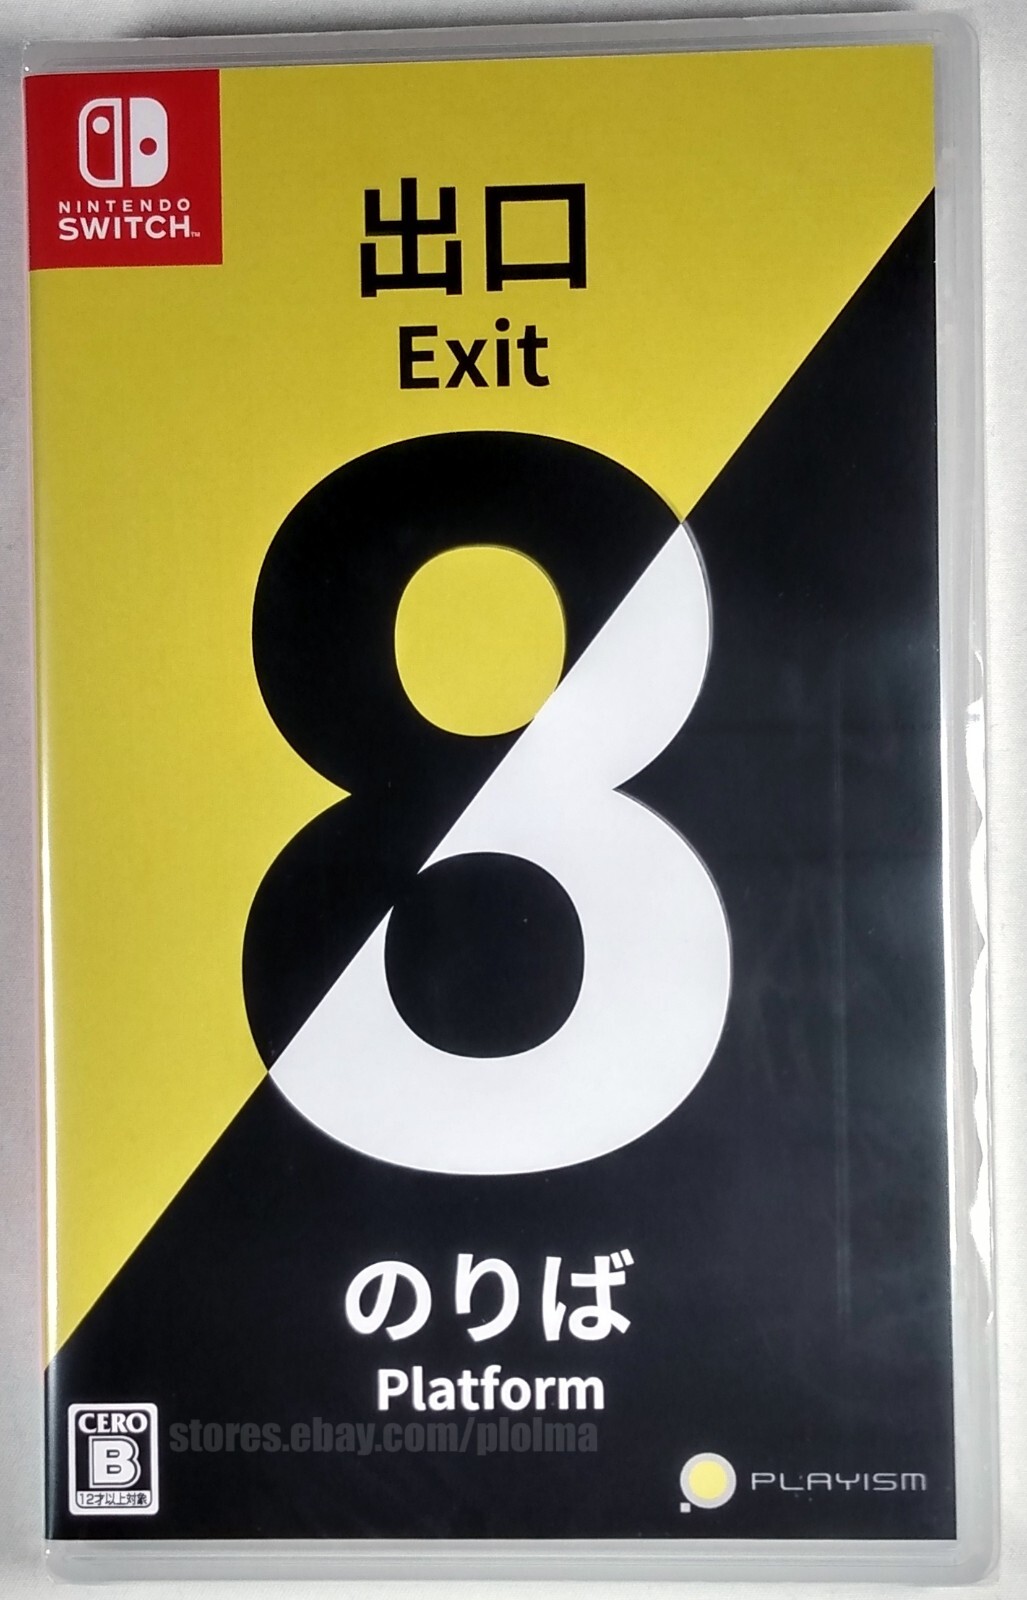 NINTENDO
SWITCH™
出口
Exit
8
のりば
Platform
CERO
B
12才以上対象
stores.ebay.com/plolma
PLAYISM